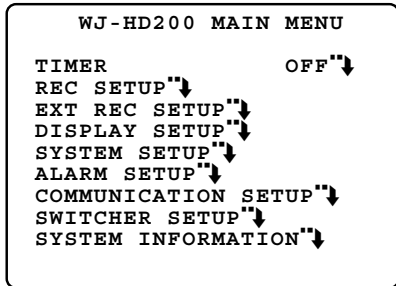 WJ-HD200 MAIN MENU
TIMER OFF
REC SETUP
EXT REC SETUP
DISPLAY SETUP
SYSTEM SETUP
ALARM SETUP
COMMUNICATION SETUP
SWITCHER SETUP
SYSTEM INFORMATION